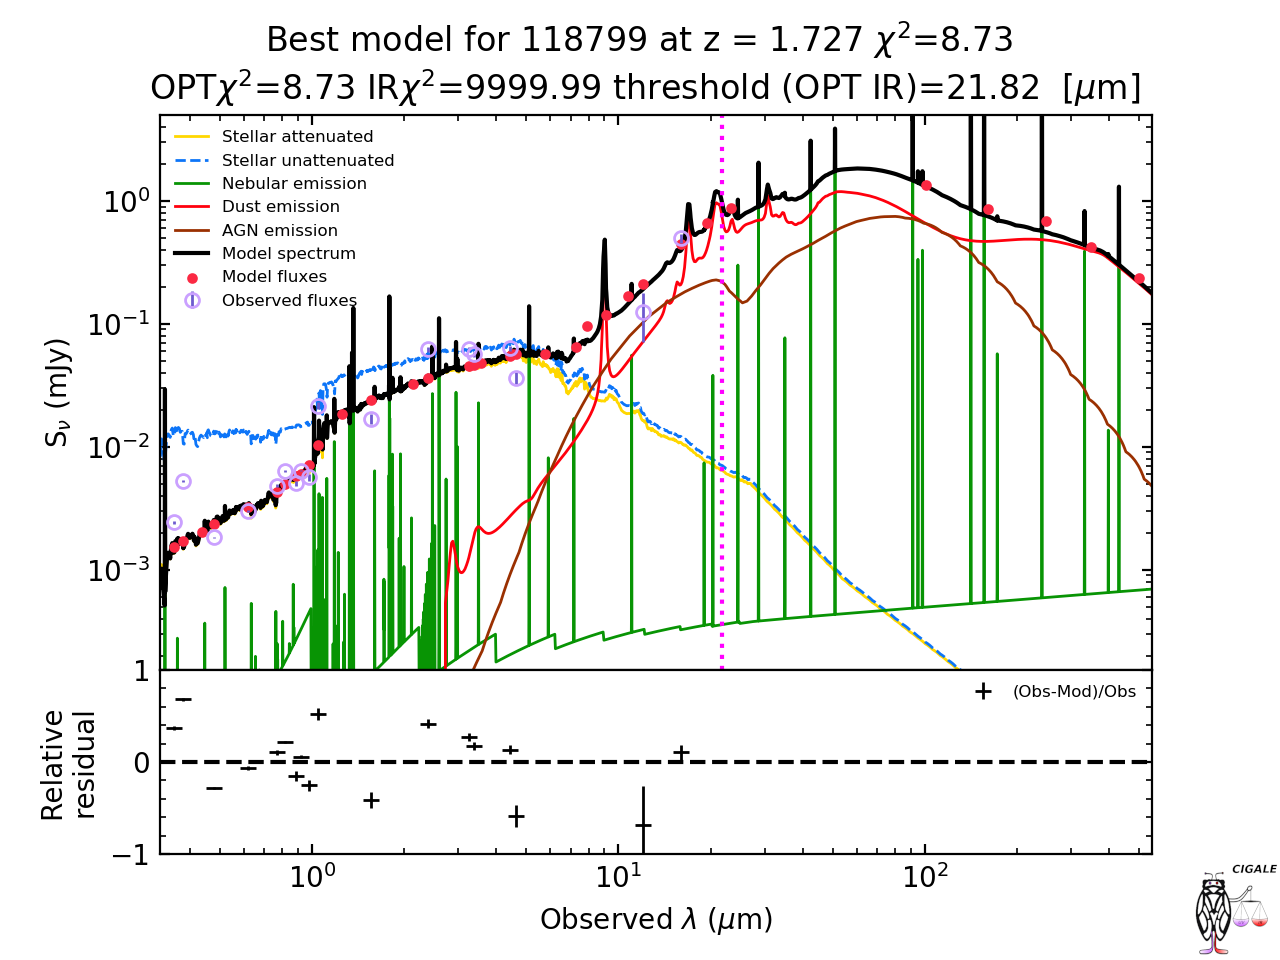 Best model for 118799 at z = 1.727 χ²=8.73
OPTχ²=8.73 IRχ²=9999.99 threshold (OPT IR)=21.82 [μm]
Stellar attenuated
Stellar unattenuated
Nebular emission
Dust emission
AGN emission
Model spectrum
Model fluxes
Observed fluxes
10⁰
10⁻¹
10⁻²
10⁻³
S_ν (mJy)
1
0
−1
Relative
residual
(Obs-Mod)/Obs
10⁰ 10¹ 10²
Observed λ (μm)
CIGALE